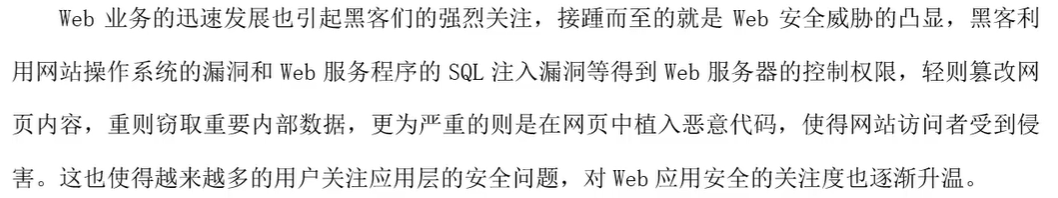 Web 业务的迅速发展也引起黑客们的强烈关注，接踵而至的就是 Web 安全威胁的凸显，黑客利
用网站操作系统的漏洞和 Web 服务程序的 SQL 注入漏洞等得到 Web 服务器的控制权限，轻则篡改网
页内容，重则窃取重要内部数据，更为严重的则是在网页中植入恶意代码，使得网站访问者受到侵
害。这也使得越来越多的用户关注应用层的安全问题，对 Web 应用安全的关注度也逐渐升温。